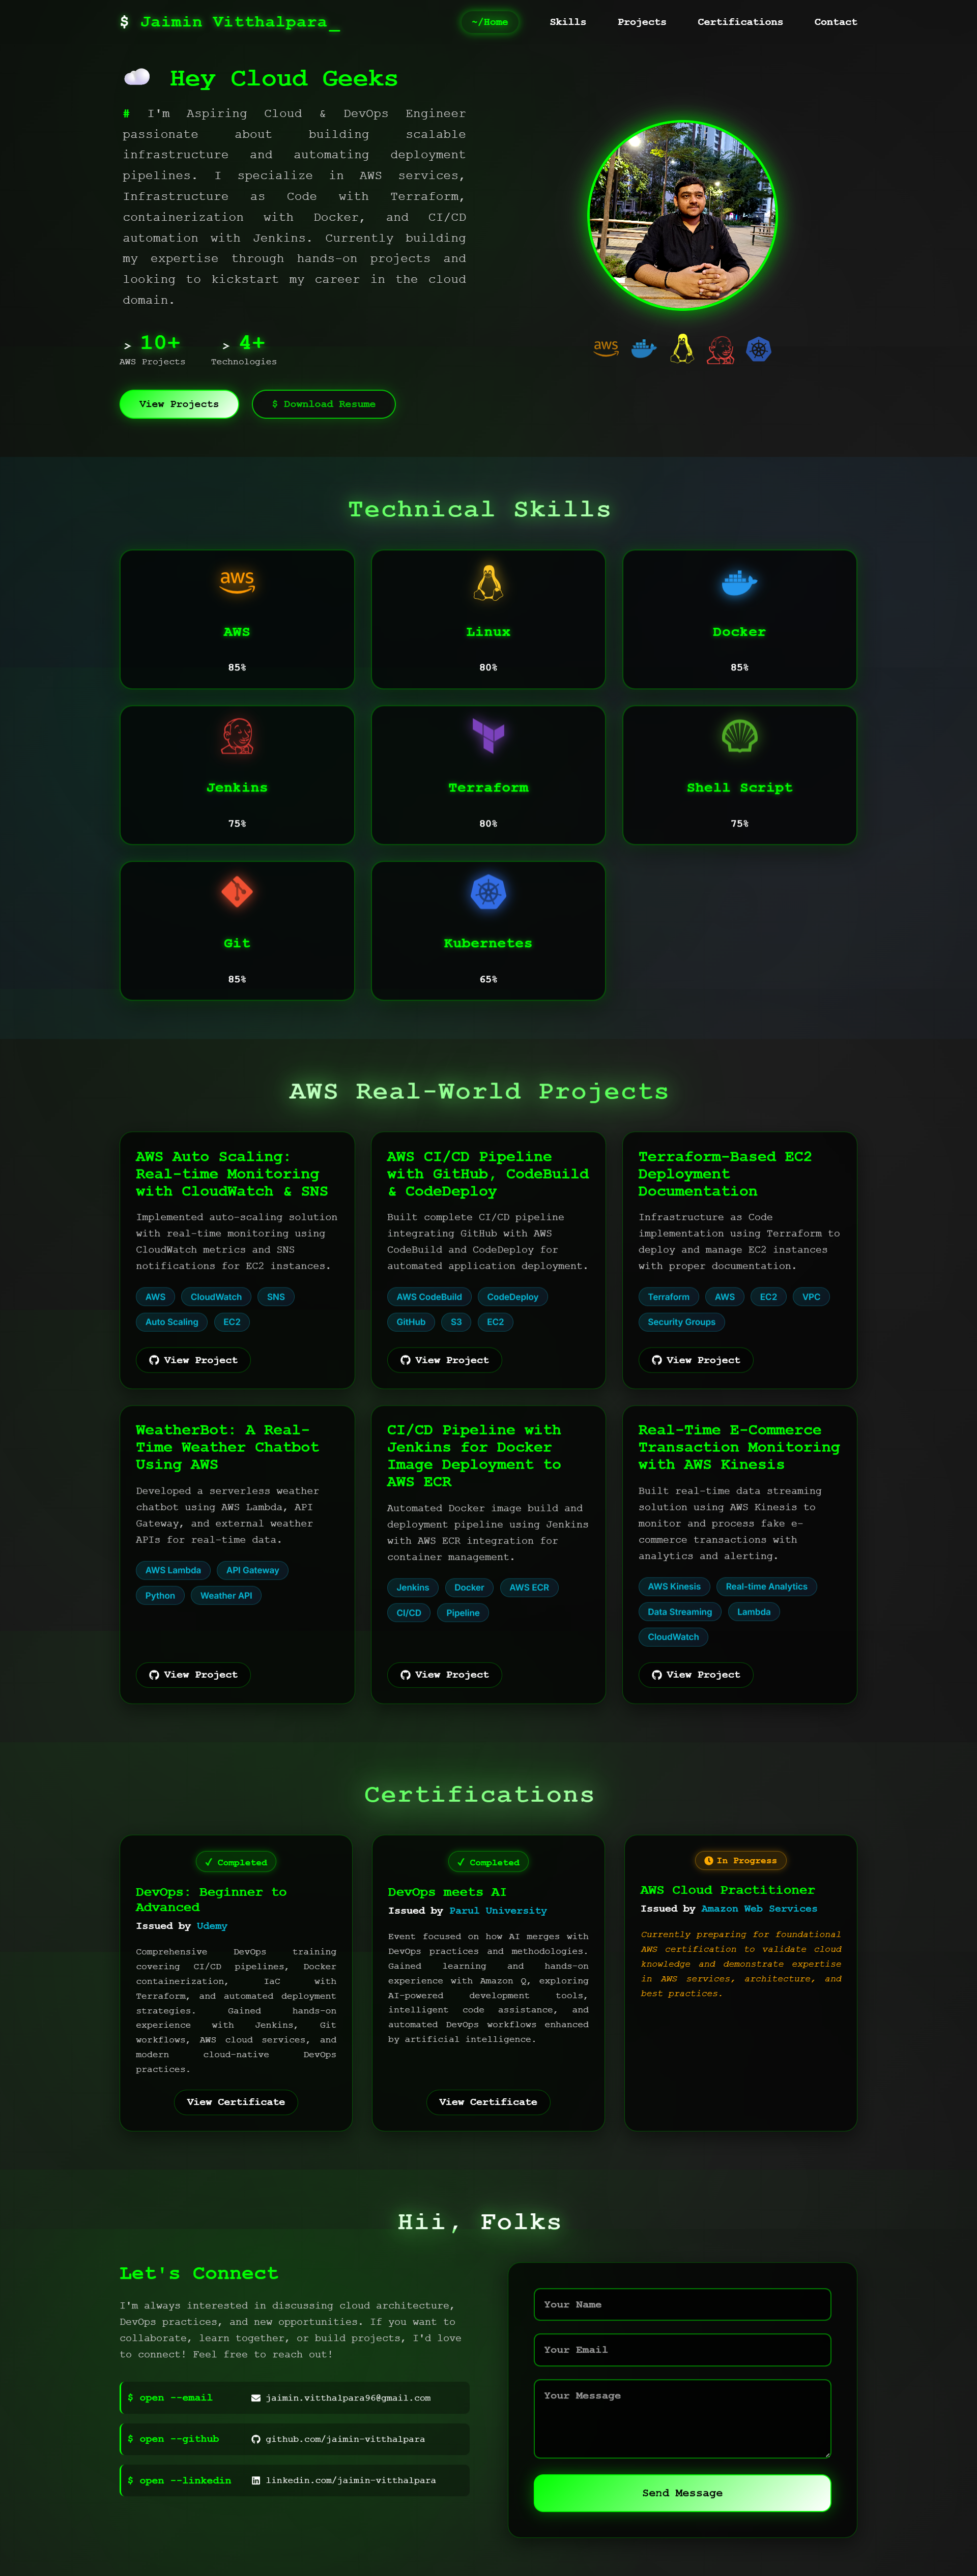 $ Jaimin Vitthalpara_
~/Home
Skills
Projects
Certifications
Contact
☁️ Hey Cloud Geeks
# I'm Aspiring Cloud & DevOps Engineer
passionate about building scalable
infrastructure and automating deployment
pipelines. I specialize in AWS services,
Infrastructure as Code with Terraform,
containerization with Docker, and CI/CD
automation with Jenkins. Currently building
my expertise through hands-on projects and
looking to kickstart my career in the cloud
domain.
> 10+
AWS Projects
> 4+
Technologies
aws
View Projects
$ Download Resume
Technical Skills
aws
AWS
85%
Linux
80%
Docker
85%
Jenkins
75%
Terraform
80%
Shell Script
75%
Git
85%
Kubernetes
65%
AWS Real-World Projects
AWS Auto Scaling:
Real-time Monitoring
with CloudWatch & SNS
Implemented auto-scaling solution
with real-time monitoring using
CloudWatch metrics and SNS
notifications for EC2 instances.
AWS
CloudWatch
SNS
Auto Scaling
EC2
View Project
AWS CI/CD Pipeline
with GitHub, CodeBuild
& CodeDeploy
Built complete CI/CD pipeline
integrating GitHub with AWS
CodeBuild and CodeDeploy for
automated application deployment.
AWS CodeBuild
CodeDeploy
GitHub
S3
EC2
View Project
Terraform-Based EC2
Deployment
Documentation
Infrastructure as Code
implementation using Terraform to
deploy and manage EC2 instances
with proper documentation.
Terraform
AWS
EC2
VPC
Security Groups
View Project
WeatherBot: A Real-
Time Weather Chatbot
Using AWS
Developed a serverless weather
chatbot using AWS Lambda, API
Gateway, and external weather
APIs for real-time data.
AWS Lambda
API Gateway
Python
Weather API
View Project
CI/CD Pipeline with
Jenkins for Docker
Image Deployment to
AWS ECR
Automated Docker image build and
deployment pipeline using Jenkins
with AWS ECR integration for
container management.
Jenkins
Docker
AWS ECR
CI/CD
Pipeline
View Project
Real-Time E-Commerce
Transaction Monitoring
with AWS Kinesis
Built real-time data streaming
solution using AWS Kinesis to
monitor and process fake e-
commerce transactions with
analytics and alerting.
AWS Kinesis
Real-time Analytics
Data Streaming
Lambda
CloudWatch
View Project
Certifications
✓ Completed
DevOps: Beginner to
Advanced
Issued by Udemy
Comprehensive DevOps training
covering CI/CD pipelines, Docker
containerization, IaC with
Terraform, and automated deployment
strategies. Gained hands-on
experience with Jenkins, Git
workflows, AWS cloud services, and
modern cloud-native DevOps
practices.
View Certificate
✓ Completed
DevOps meets AI
Issued by Parul University
Event focused on how AI merges with
DevOps practices and methodologies.
Gained learning and hands-on
experience with Amazon Q, exploring
AI-powered development tools,
intelligent code assistance, and
automated DevOps workflows enhanced
by artificial intelligence.
View Certificate
In Progress
AWS Cloud Practitioner
Issued by Amazon Web Services
Currently preparing for foundational
AWS certification to validate cloud
knowledge and demonstrate expertise
in AWS services, architecture, and
best practices.
Hii, Folks
Let's Connect
I'm always interested in discussing cloud architecture,
DevOps practices, and new opportunities. If you want to
collaborate, learn together, or build projects, I'd love
to connect! Feel free to reach out!
$ open --email
jaimin.vitthalpara96@gmail.com
$ open --github
github.com/jaimin-vitthalpara
$ open --linkedin
linkedin.com/jaimin-vitthalpara
Your Name
Your Email
Your Message
Send Message